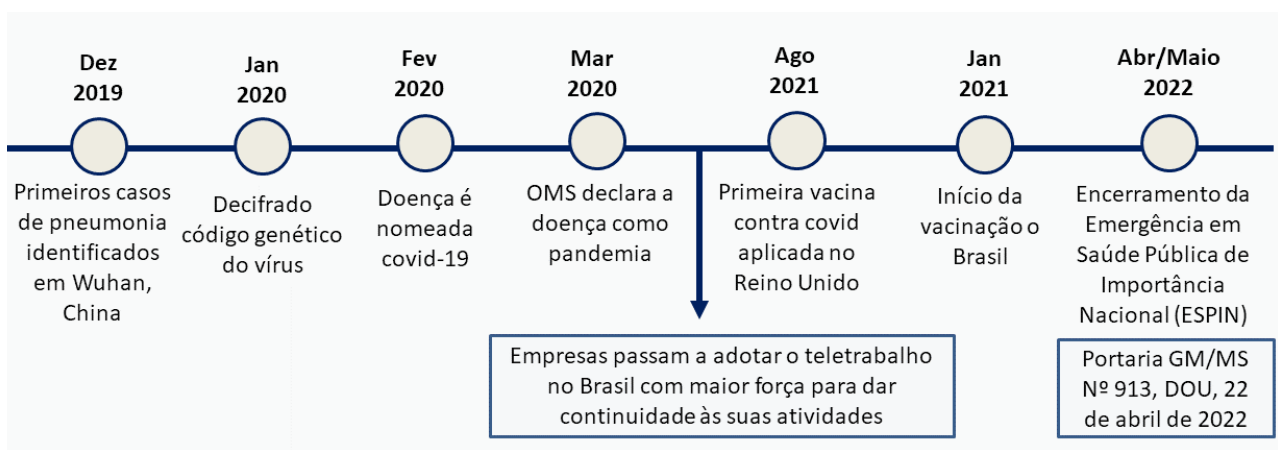 Dez
2019
Primeiros casos
de pneumonia
identificados
em Wuhan,
China
Jan
2020
Decifrado
código genético
do vírus
Fev
2020
Doença é
nomeada
covid-19
Mar
2020
OMS declara a
doença como
pandemia
Empresas passam a adotar o teletrabalho
no Brasil com maior força para dar
continuidade às suas atividades
Ago
2021
Primeira vacina
contra covid
aplicada no
Reino Unido
Jan
2021
Início da
vacinação o
Brasil
Abr/Maio
2022
Encerramento da
Emergência em
Saúde Pública de
Importância
Nacional (ESPIN)
Portaria GM/MS
Nº 913, DOU, 22
de abril de 2022